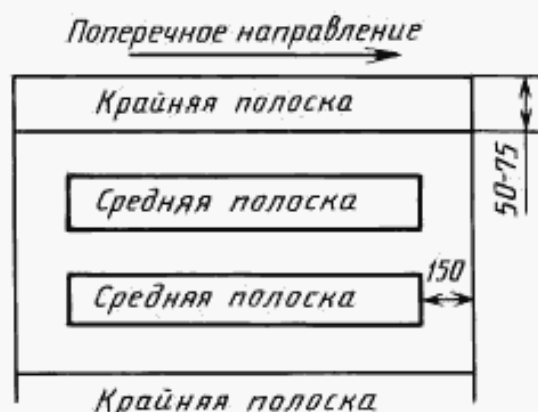 Поперечное направление
Крайняя полоска
50-75
Средняя полоска
150
Средняя полоска
Крайняя полоска